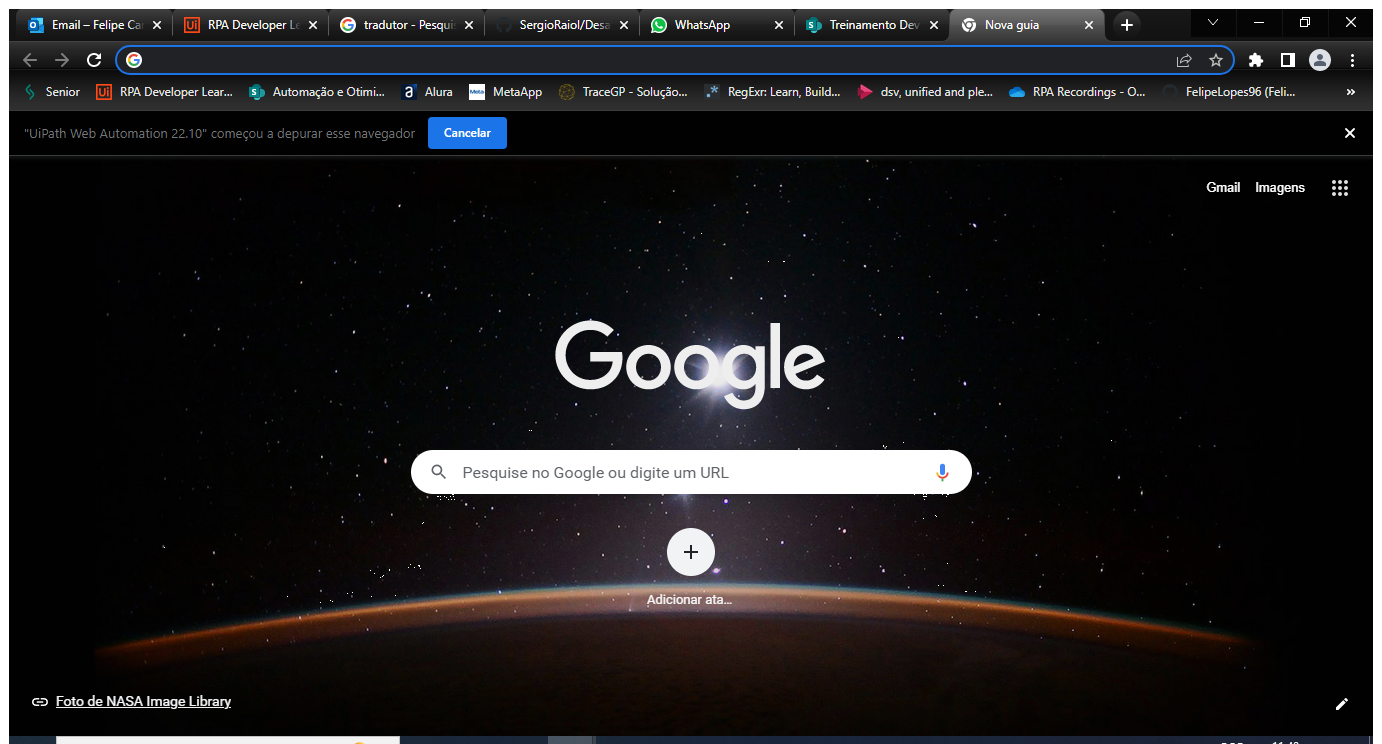 Email – Felipe Ca
RPA Developer Le
tradutor - Pesqui
SergioRaiol/Desa
WhatsApp
Treinamento Dev
Nova guia
Senior
RPA Developer Lear...
Automação e Otimi...
Alura
MetaApp
TraceGP - Solução...
RegExr: Learn, Build...
dsv, unified and ple...
RPA Recordings - O...
FelipeLopes96 (Feli...
"UiPath Web Automation 22.10" começou a depurar esse navegador
Cancelar
Gmail
Imagens
Google
Pesquise no Google ou digite um URL
Adicionar ata...
Foto de NASA Image Library